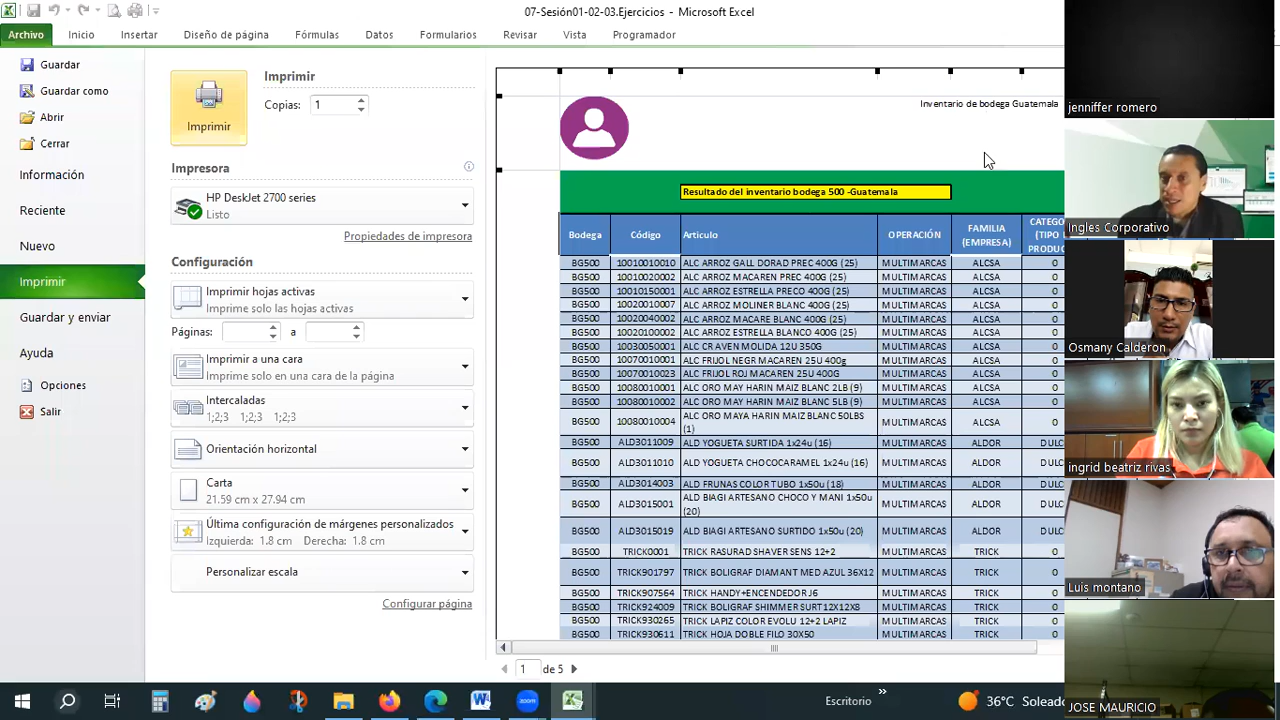 07-Sesión01-02-03.Ejercicios - Microsoft Excel
Archivo Inicio Insertar Diseño de página Fórmulas Datos Formularios Revisar Vista Programador
Guardar
Guardar como
Abrir
Cerrar
Información
Reciente
Nuevo
Imprimir
Guardar y enviar
Ayuda
Opciones
Salir
Imprimir
Imprimir
Copias: 1
Impresora
HP DeskJet 2700 series
Listo
Propiedades de impresora
Configuración
Imprimir hojas activas
Imprime solo las hojas activas
Páginas: a
Imprimir a una cara
Imprime solo en una cara de la página
Intercaladas
1;2;3 1;2;3 1;2;3
Orientación horizontal
Carta
21.59 cm x 27.94 cm
Última configuración de márgenes personalizados
Izquierda: 1.8 cm Derecha: 1.8 cm
Personalizar escala
Configurar página
Inventario de bodega Guatemala
Resultado del inventario bodega 500 -Guatemala
Bodega Código Articulo OPERACIÓN FAMILIA (EMPRESA) CATEGO (TIPO PRODUC
BG500 10010010010 ALC ARROZ GALL DORAD PREC 400G (25) MULTIMARCAS ALCSA 0
BG500 10010020002 ALC ARROZ MACAREN PREC 400G (25) MULTIMARCAS ALCSA 0
BG500 10010150001 ALC ARROZ ESTRELLA PRECO 400G (25) MULTIMARCAS ALCSA 0
BG500 10020010007 ALC ARROZ MOLINER BLANC 400G (25) MULTIMARCAS ALCSA 0
BG500 10020040002 ALC ARROZ MACARE BLANC 400G (25) MULTIMARCAS ALCSA 0
BG500 10020100002 ALC ARROZ ESTRELLA BLANCO 400G (25) MULTIMARCAS ALCSA 0
BG500 10030050001 ALC CR AVEN MOLIDA 12U 350G MULTIMARCAS ALCSA 0
BG500 10070010001 ALC FRIJOL NEGR MACAREN 25U 400g MULTIMARCAS ALCSA 0
BG500 10070010023 ALC FRIJOL ROJ MACAREN 25U 400G MULTIMARCAS ALCSA 0
BG500 10080010001 ALC ORO MAY HARIN MAIZ BLANC 2LB (9) MULTIMARCAS ALCSA 0
BG500 10080010002 ALC ORO MAY HARIN MAIZ BLANC 5LB (9) MULTIMARCAS ALCSA 0
BG500 10080010004 ALC ORO MAYA HARIN MAIZ BLANC 50LBS (1) MULTIMARCAS ALCSA 0
BG500 ALD3011009 ALD YOGUETA SURTIDA 1x24u (16) MULTIMARCAS ALDOR DULC
BG500 ALD3011010 ALD YOGUETA CHOCOCARAMEL 1x24u (16) MULTIMARCAS ALDOR DULC
BG500 ALD3014003 ALD FRUNAS COLOR TUBO 1x50u (18) MULTIMARCAS ALDOR DULC
BG500 ALD3015001 ALD BIAGI ARTESANO CHOCO Y MANI 1x50u (20) MULTIMARCAS ALDOR DULC
BG500 ALD3015019 ALD BIAGI ARTESANO SURTIDO 1x50u (20) MULTIMARCAS ALDOR DULC
BG500 TRICK0001 TRICK RASURAD SHAVER SENS 12+2 MULTIMARCAS TRICK 0
BG500 TRICK901797 TRICK BOLIGRAF DIAMANT MED AZUL 36X12 MULTIMARCAS TRICK 0
BG500 TRICK907564 TRICK HANDY+ENCENDEDOR J6 MULTIMARCAS TRICK 0
BG500 TRICK924009 TRICK BOLIGRAF SHIMMER SURT12X12X8 MULTIMARCAS TRICK 0
BG500 TRICK930265 TRICK LAPIZ COLOR EVOLU 12+2 LAPIZ MULTIMARCAS TRICK 0
BG500 TRICK930611 TRICK HOJA DOBLE FILO 30X50 MULTIMARCAS TRICK 0
1 de 5
jenniffer romero
Ingles Corporativo
Osmany Calderon
ingrid beatriz rivas
Luis montano
JOSE MAURICIO
Escritorio » 36°C Soleado